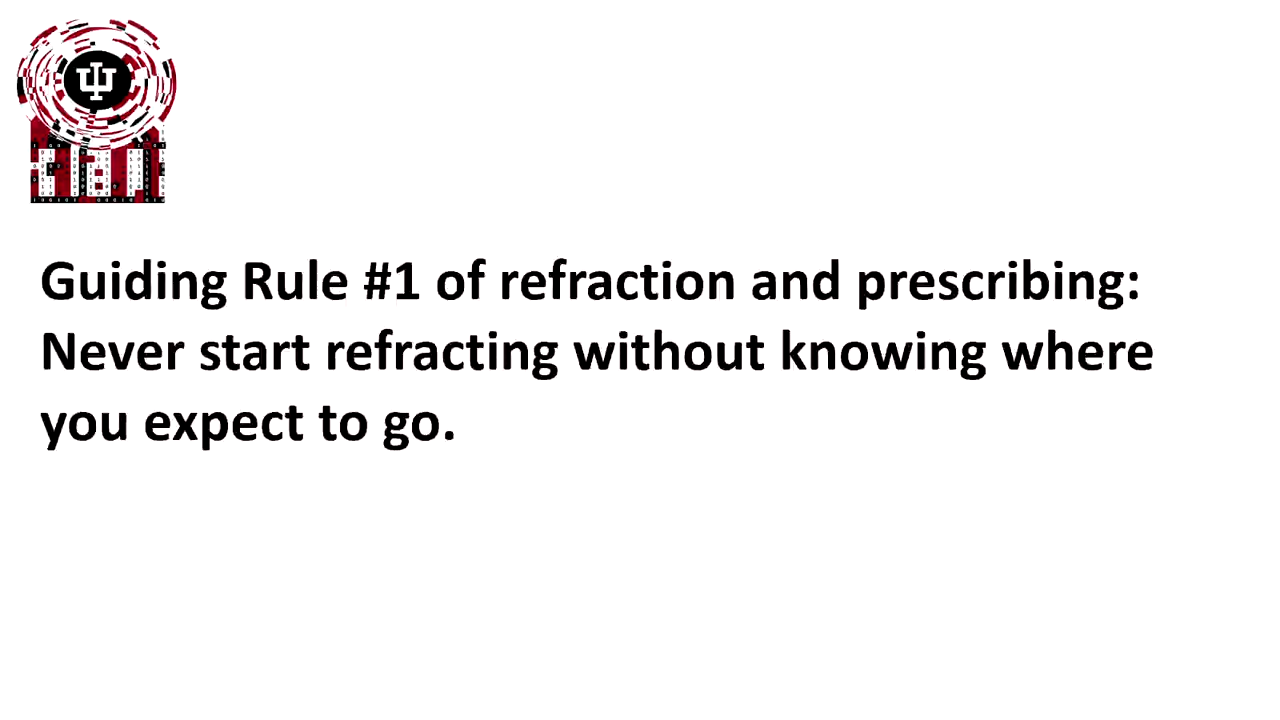 Guiding Rule #1 of refraction and prescribing:
Never start refracting without knowing where
you expect to go.